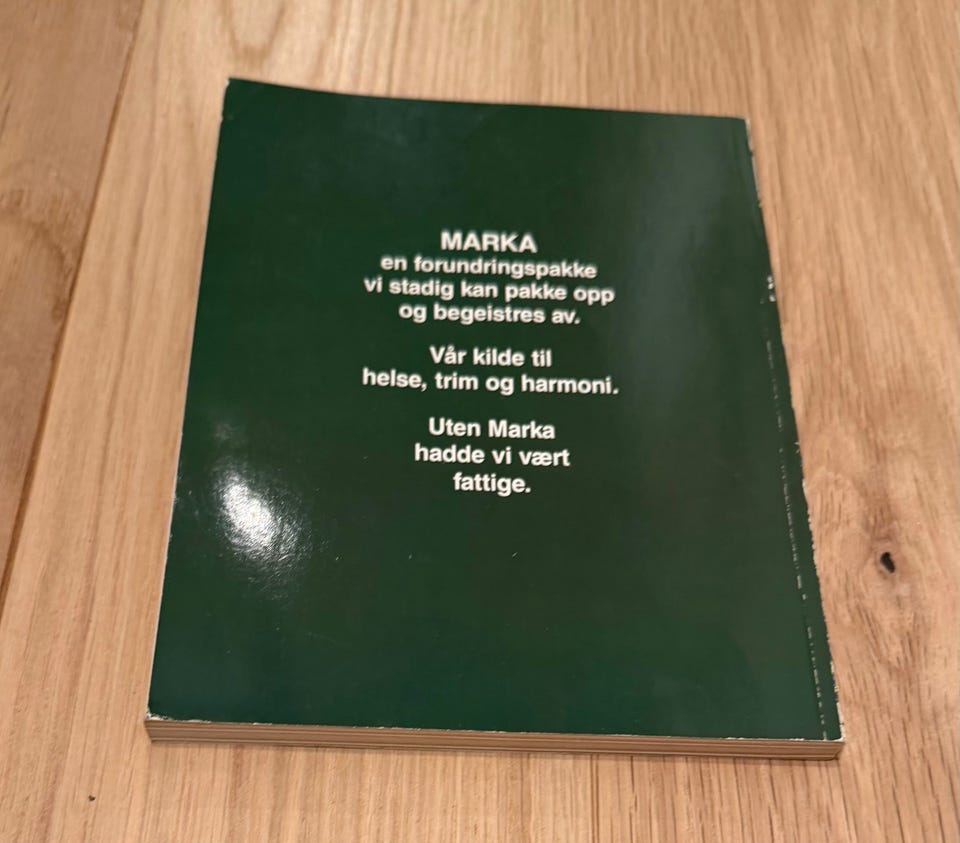 MARKA
en forundringspakke
vi stadig kan pakke opp
og begeistres av.
Vår kilde til
helse, trim og harmoni.
Uten Marka
hadde vi vært
fattige.